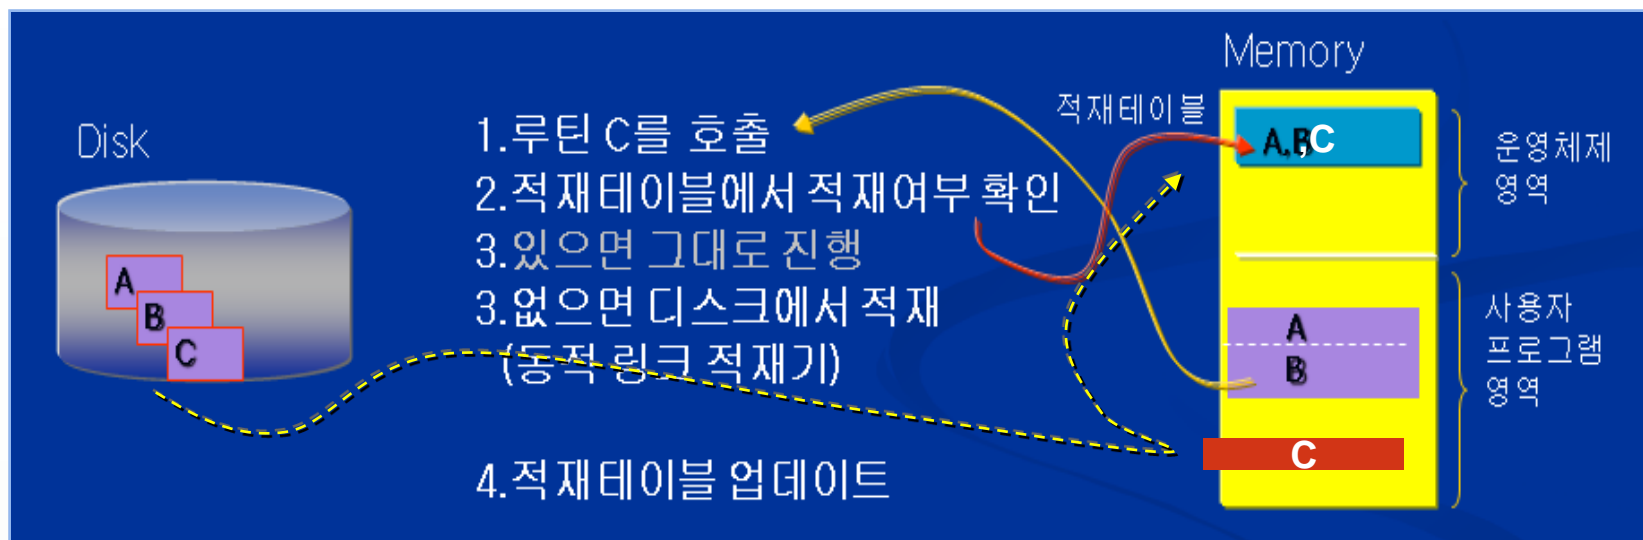 Disk
A
B
C
1.루틴 C를 호출
2.적재테이블에서 적재여부 확인
3.있으면 그대로 진행
3.없으면 디스크에서 적재
(동적 링크 적재기)
4.적재테이블 업데이트
Memory
적재테이블
A,B,C
운영체제
영역
A
B
C
사용자
프로그램
영역